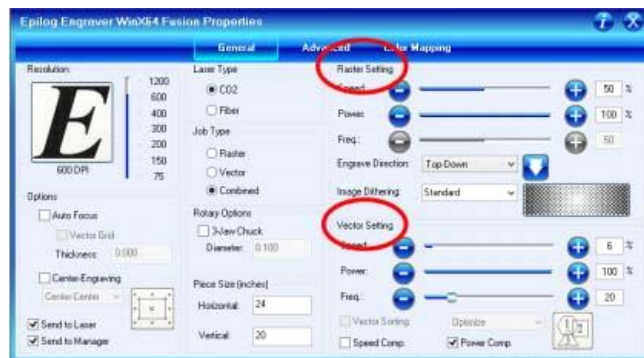 Epilog Engraver WinX64 Fusion Properties
General Advanced Color Mapping
Resolution:
E
600 DPI
1200
600
400
300
200
150
75
Options
Auto Focus
Vector Grid
Thickness: 0.000
Center-Engraving
Center-Center
Send to Laser
Send to Manager
Laser Type
CO2
Fiber
Job Type
Raster
Vector
Combined
Rotary Options
3-Jaw Chuck
Diameter: 0.100
Piece Size (inches)
Horizontal: 24
Vertical: 20
Raster Setting
Speed: 50 %
Power: 100 %
Freq.: 50
Engrave Direction: Top-Down
Image Dithering: Standard
Vector Setting
Speed: 6 %
Power: 100 %
Freq.: 20
Vector Sorting Optimize
Speed Comp. Power Comp.
1 2